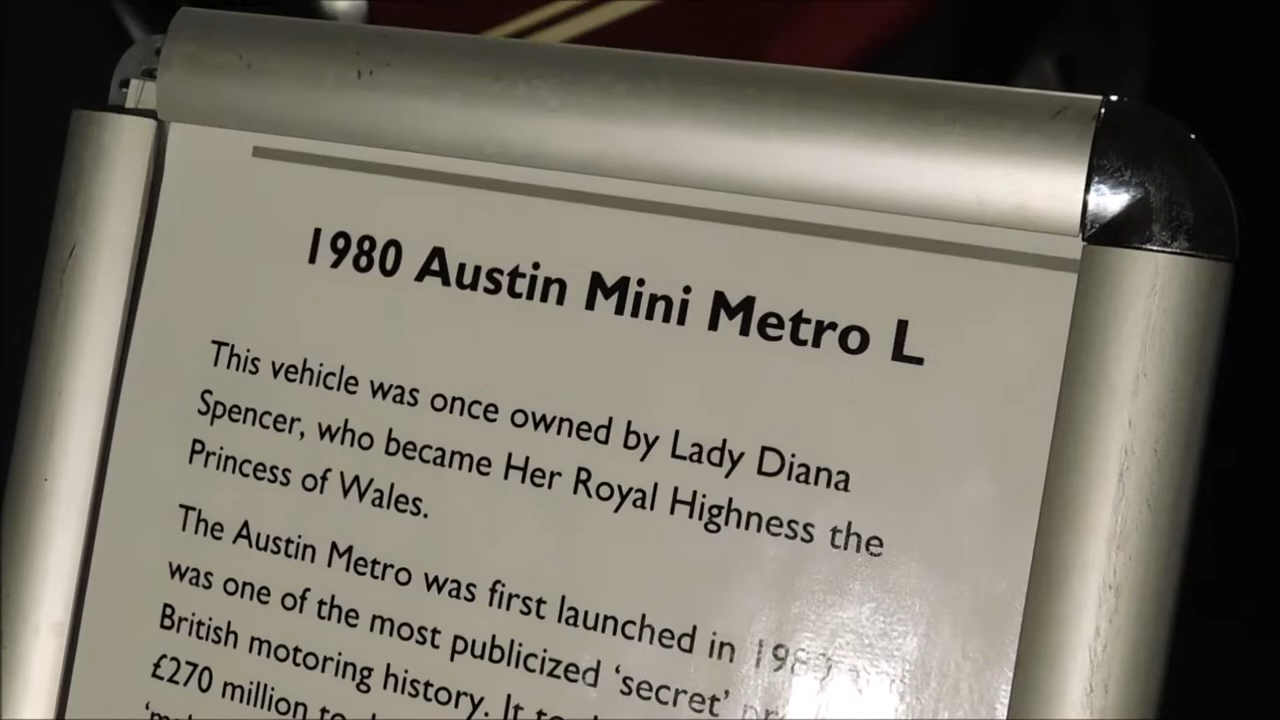 1980 Austin Mini Metro L
This vehicle was once owned by Lady Diana
Spencer, who became Her Royal Highness the
Princess of Wales.
The Austin Metro was first launched in 1980
was one of the most publicized ‘secret’
British motoring history. It
£270 million to